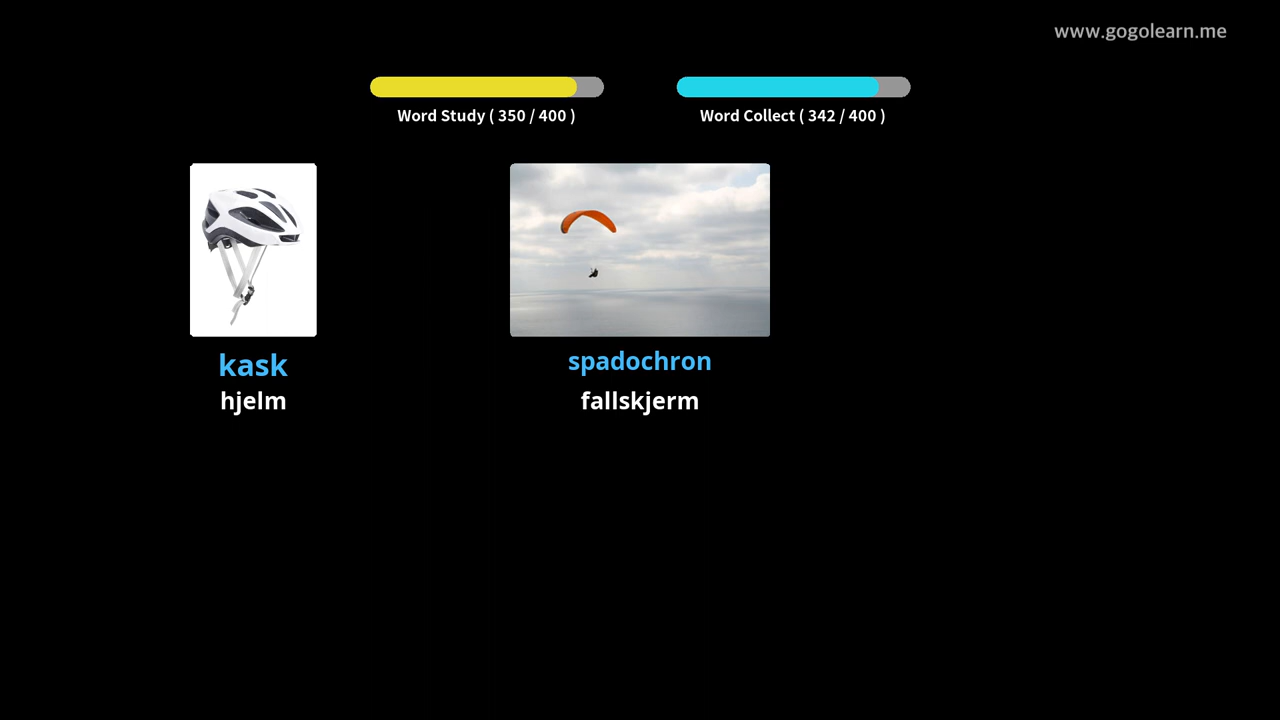 www.gogolearn.me
Word Study ( 350 / 400 )
Word Collect ( 342 / 400 )
kask
hjelm
spadochron
fallskjerm